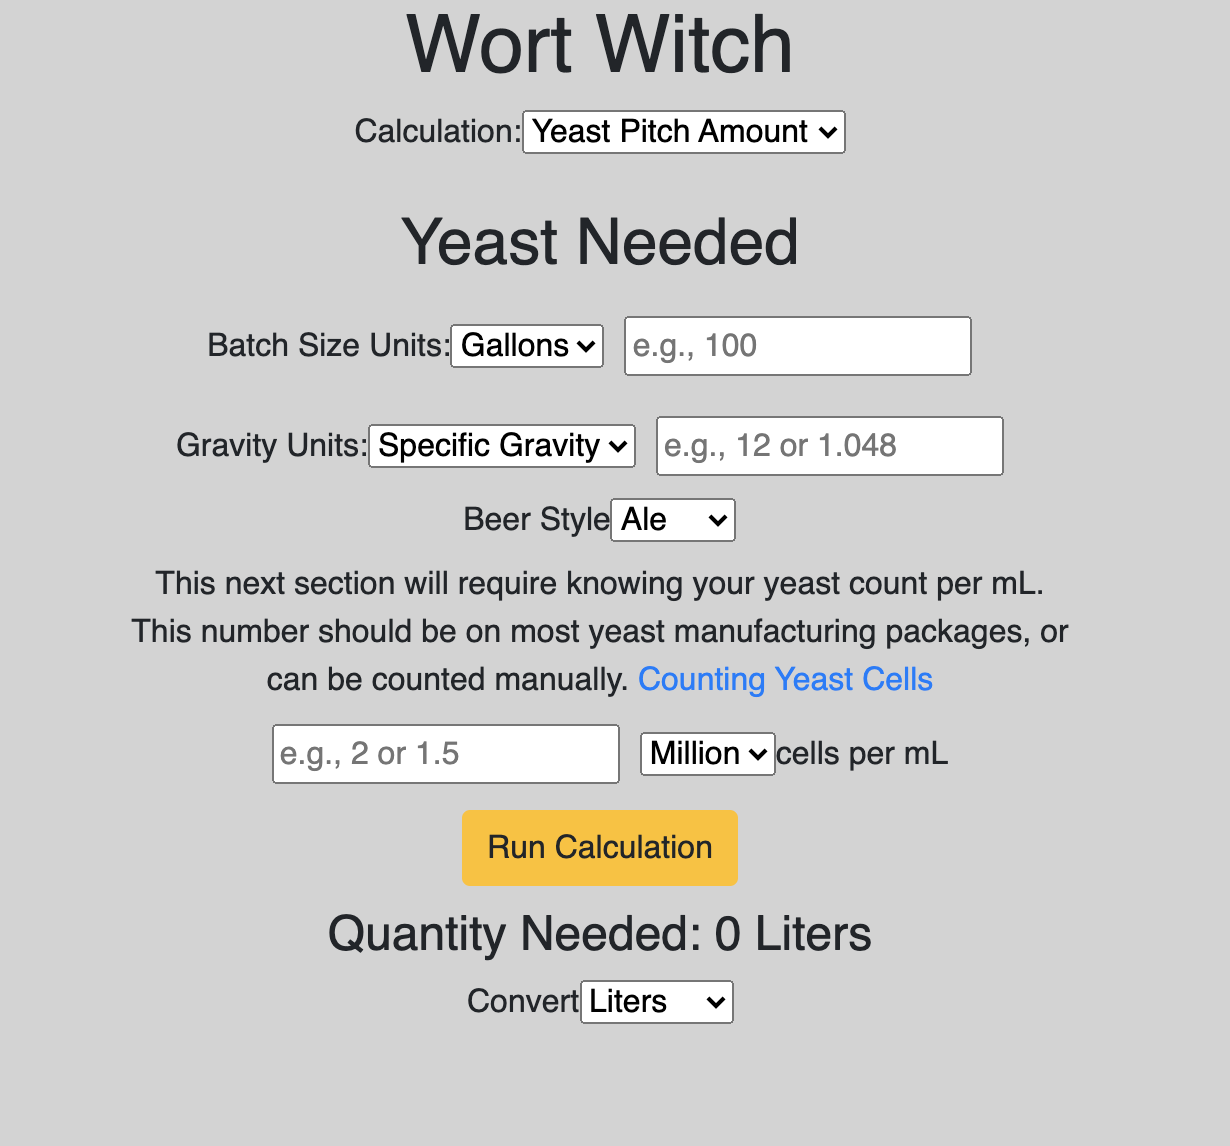 Wort Witch
Calculation: Yeast Pitch Amount
Yeast Needed
Batch Size Units: Gallons e.g., 100
Gravity Units: Specific Gravity e.g., 12 or 1.048
Beer Style Ale
This next section will require knowing your yeast count per mL.
This number should be on most yeast manufacturing packages, or
can be counted manually. Counting Yeast Cells
e.g., 2 or 1.5 Million cells per mL
Run Calculation
Quantity Needed: 0 Liters
Convert Liters